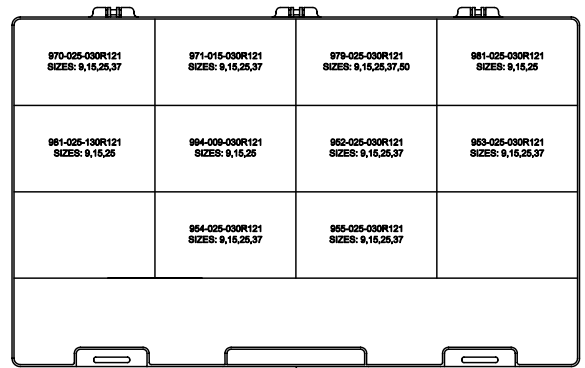 970-025-030R121
SIZES: 9,15,25,37
971-015-030R121
SIZES: 9,15,25,37
979-025-030R121
SIZES: 9,15,25,37,50
981-025-030R121
SIZES: 9,15,25
981-025-130R121
SIZES: 9,15,25
994-009-030R121
SIZES: 9,15,25
952-025-030R121
SIZES: 9,15,25,37
953-025-030R121
SIZES: 9,15,25,37
954-025-030R121
SIZES: 9,15,25,37
955-025-030R121
SIZES: 9,15,25,37